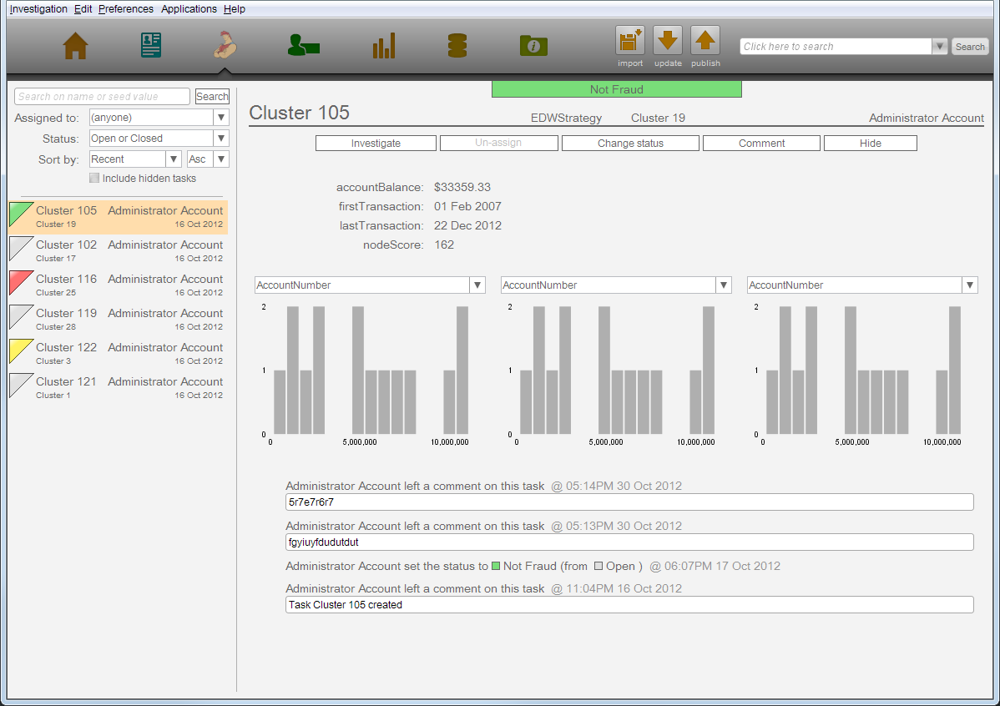 Investigation Edit Preferences Applications Help
import update publish
Click here to search Search
Search on name or seed value Search
Assigned to: (anyone)
Status: Open or Closed
Sort by: Recent Asc
Include hidden tasks
Cluster 105 Administrator Account
Cluster 19 16 Oct 2012
Cluster 102 Administrator Account
Cluster 17 16 Oct 2012
Cluster 116 Administrator Account
Cluster 25 16 Oct 2012
Cluster 119 Administrator Account
Cluster 28 16 Oct 2012
Cluster 122 Administrator Account
Cluster 3 16 Oct 2012
Cluster 121 Administrator Account
Cluster 1 16 Oct 2012
Not Fraud
Cluster 105 EDWStrategy Cluster 19 Administrator Account
Investigate Un-assign Change status Comment Hide
accountBalance: $33359.33
firstTransaction: 01 Feb 2007
lastTransaction: 22 Dec 2012
nodeScore: 162
AccountNumber AccountNumber AccountNumber
2 2 2
1 1 1
0 0 0
0 5,000,000 10,000,000 0 5,000,000 10,000,000 0 5,000,000 10,000,000
Administrator Account left a comment on this task @ 05:14PM 30 Oct 2012
5r7e7r6r7
Administrator Account left a comment on this task @ 05:13PM 30 Oct 2012
fgyiuyfdudutdut
Administrator Account set the status to Not Fraud (from Open ) @ 06:07PM 17 Oct 2012
Administrator Account left a comment on this task @ 11:04PM 16 Oct 2012
Task Cluster 105 created